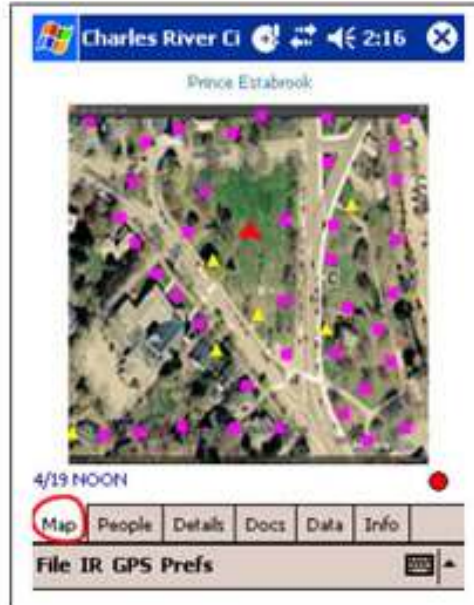 Charles River Ci 2:16
Prince Estabrook
4/19 NOON
Map People Details Docs Data Info
File IR GPS Prefs